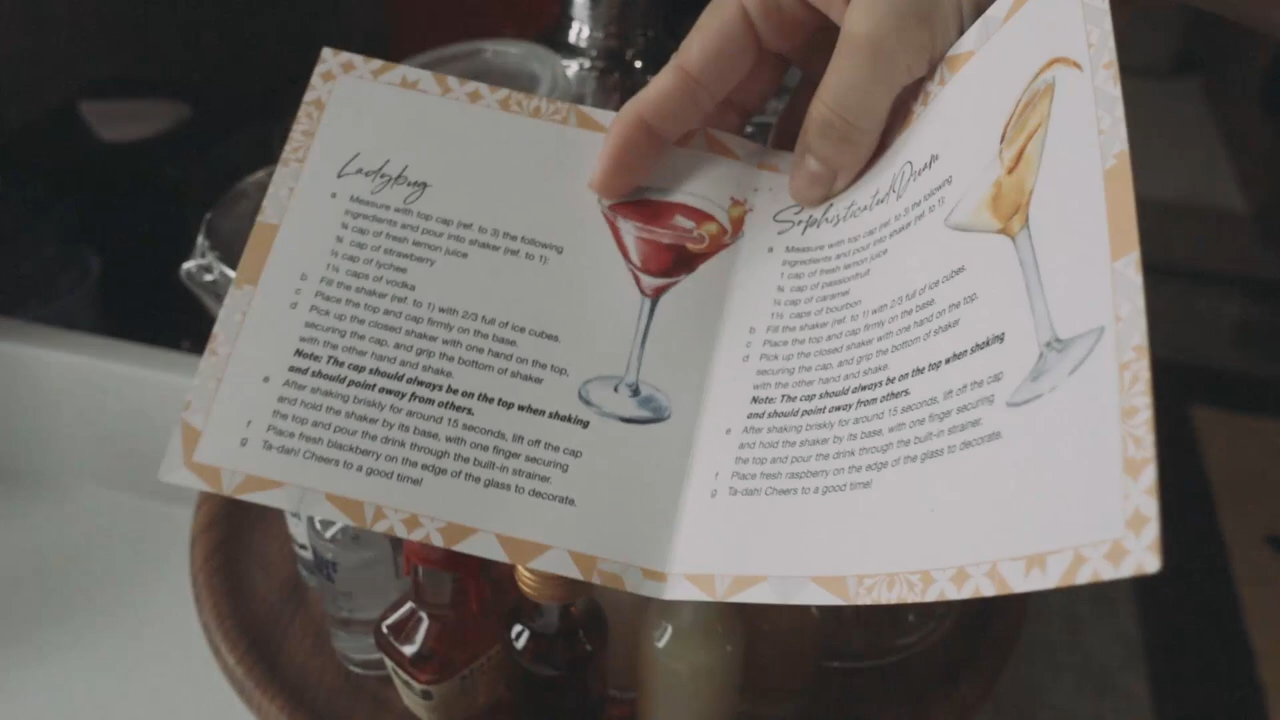 Ladybug
a Measure with top cap (ref. to 3) the following
ingredients and pour into shaker (ref. to 1):
¾ cap of fresh lemon juice
¾ cap of strawberry
½ cap of lychee
1¼ caps of vodka
b Fill the shaker (ref. to 1) with 2/3 full of ice cubes.
c Place the top and cap firmly on the base.
d Pick up the closed shaker with one hand on the top,
securing the cap, and grip the bottom of shaker
with the other hand and shake.
Note: The cap should always be on the top when shaking
and should point away from others.
e After shaking briskly for around 15 seconds, lift off the cap
and hold the shaker by its base, with one finger securing
the top and pour the drink through the built-in strainer.
f Place fresh blackberry on the edge of the glass to decorate.
g Ta-dah! Cheers to a good time!
Sophisticated Dream
a Measure with top cap (ref. to 3) the following
ingredients and pour into shaker (ref. to 1):
1 cap of fresh lemon juice
¾ cap of passionfruit
¼ cap of caramel
1½ caps of bourbon
b Fill the shaker (ref. to 1) with 2/3 full of ice cubes.
c Place the top and cap firmly on the base.
d Pick up the closed shaker with one hand on the top,
securing the cap, and grip the bottom of shaker
with the other hand and shake.
Note: The cap should always be on the top when shaking
and should point away from others.
e After shaking briskly for around 15 seconds, lift off the cap
and hold the shaker by its base, with one finger securing
the top and pour the drink through the built-in strainer.
f Place fresh raspberry on the edge of the glass to decorate.
g Ta-dah! Cheers to a good time!